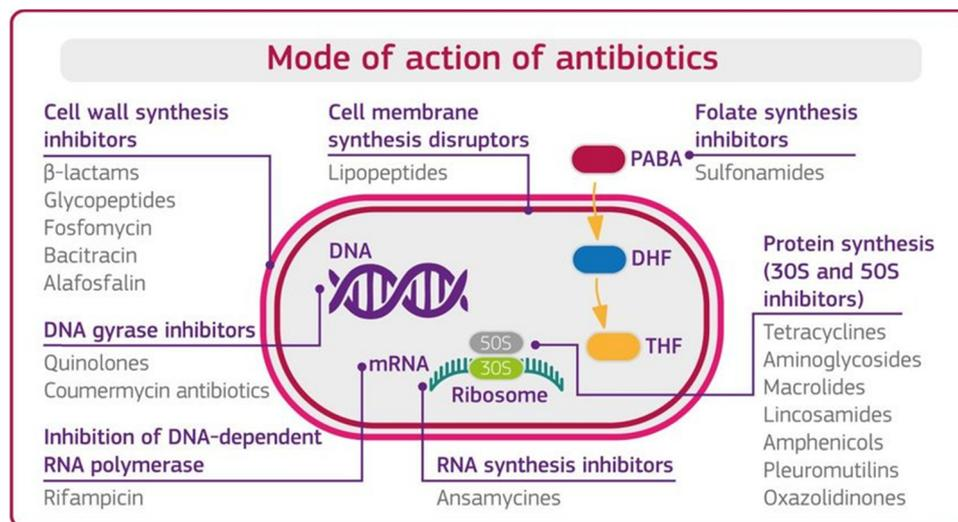 Mode of action of antibiotics
Cell wall synthesis
inhibitors
β-lactams
Glycopeptides
Fosfomycin
Bacitracin
Alafosfalin
DNA gyrase inhibitors
Quinolones
Coumermycin antibiotics
Inhibition of DNA-dependent
RNA polymerase
Rifampicin
Cell membrane
synthesis disruptors
Lipopeptides
DNA
mRNA
50S
30S
Ribosome
RNA synthesis inhibitors
Ansamycines
PABA
DHF
THF
Folate synthesis
inhibitors
Sulfonamides
Protein synthesis
(30S and 50S
inhibitors)
Tetracyclines
Aminoglycosides
Macrolides
Lincosamides
Amphenicols
Pleuromutilins
Oxazolidinones